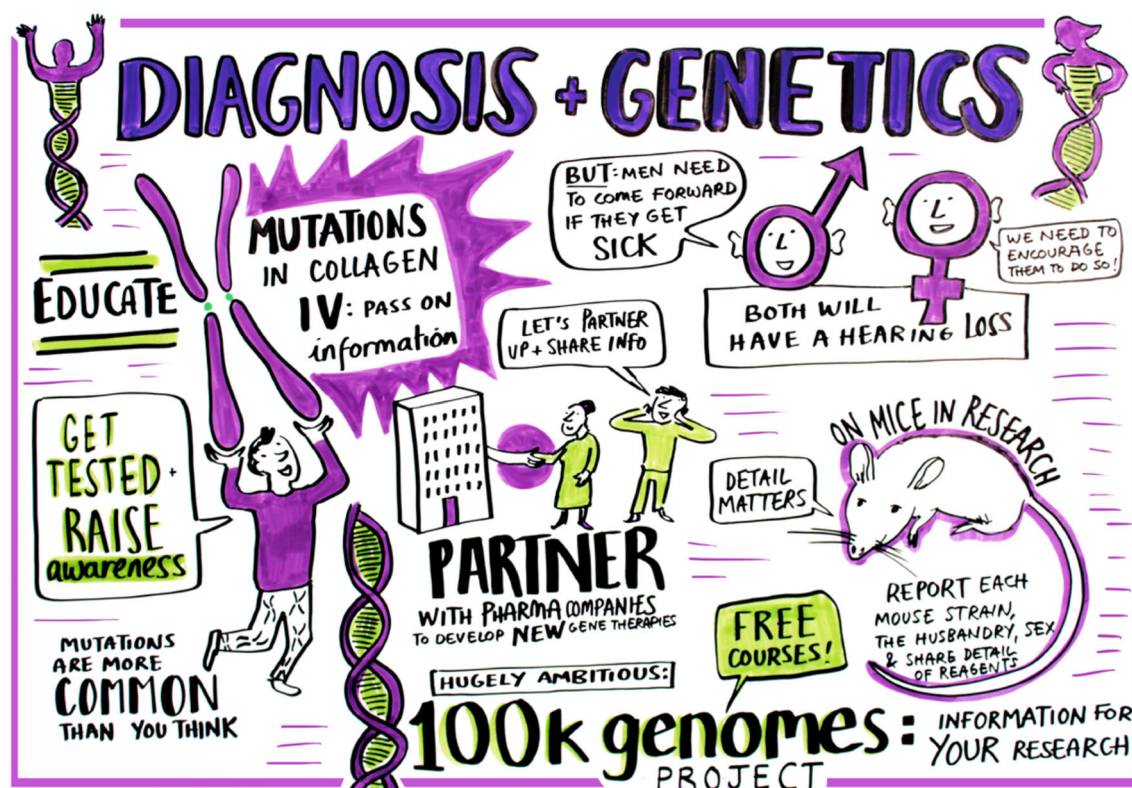 DIAGNOSIS + GENETICS
EDUCATE
MUTATIONS
IN COLLAGEN
IV: PASS ON
information
BUT: MEN NEED
TO COME FORWARD
IF THEY GET
SICK
WE NEED TO
ENCOURAGE
THEM TO DO SO!
BOTH WILL
HAVE A HEARING LOSS
LET'S PARTNER
UP + SHARE INFO
GET
TESTED +
RAISE
awareness
MUTATIONS
ARE MORE
COMMON
THAN YOU THINK
PARTNER
WITH PHARMA COMPANIES
TO DEVELOP NEW GENE THERAPIES
ON MICE IN RESEARCH
DETAIL
MATTERS
REPORT EACH
MOUSE STRAIN,
THE HUSBANDRY, SEX
& SHARE DETAIL
OF REAGENTS
FREE
COURSES!
HUGELY AMBITIOUS:
100k genomes:
PROJECT
INFORMATION FOR
YOUR RESEARCH